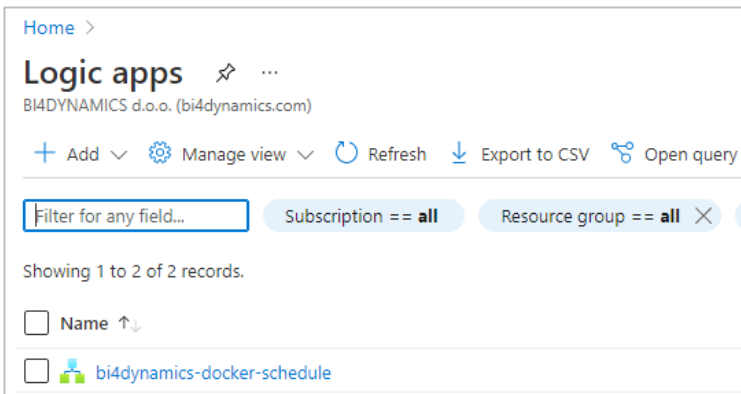 Home >
Logic apps ...
BI4DYNAMICS d.o.o. (bi4dynamics.com)
+ Add Manage view Refresh Export to CSV Open query
Filter for any field... Subscription == all Resource group == all
Showing 1 to 2 of 2 records.
Name ↑↓
bi4dynamics-docker-schedule